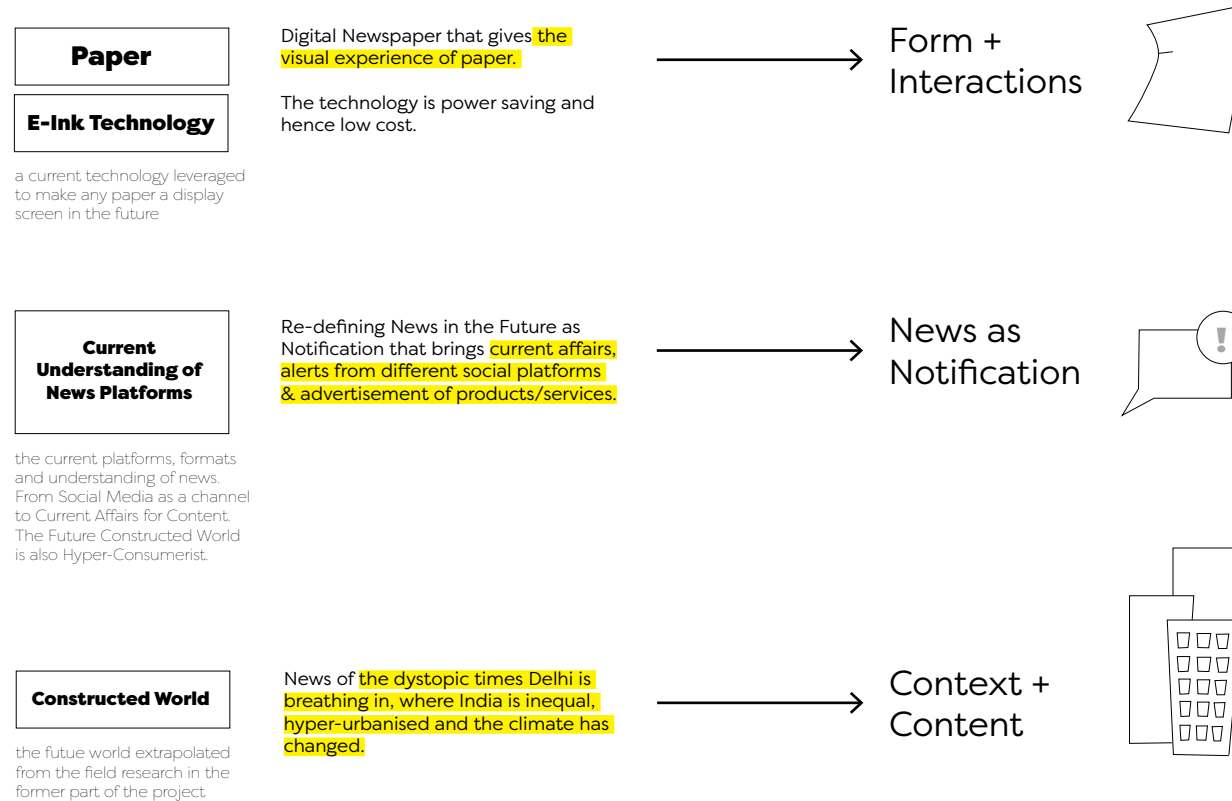 Paper
E-Ink Technology
a current technology leveraged
to make any paper a display
screen in the future
Digital Newspaper that gives the
visual experience of paper.
The technology is power saving and
hence low cost.
Form +
Interactions
Current
Understanding of
News Platforms
the current platforms, formats
and understanding of news.
From Social Media as a channel
to Current Affairs for Content.
The Future Constructed World
is also Hyper-Consumerist.
Re-defining News in the Future as
Notification that brings current affairs,
alerts from different social platforms
& advertisement of products/services.
News as
Notification
!
Constructed World
the futue world extrapolated
from the field research in the
former part of the project
News of the dystopic times Delhi is
breathing in, where India is inequal,
hyper-urbanised and the climate has
changed.
Context +
Content